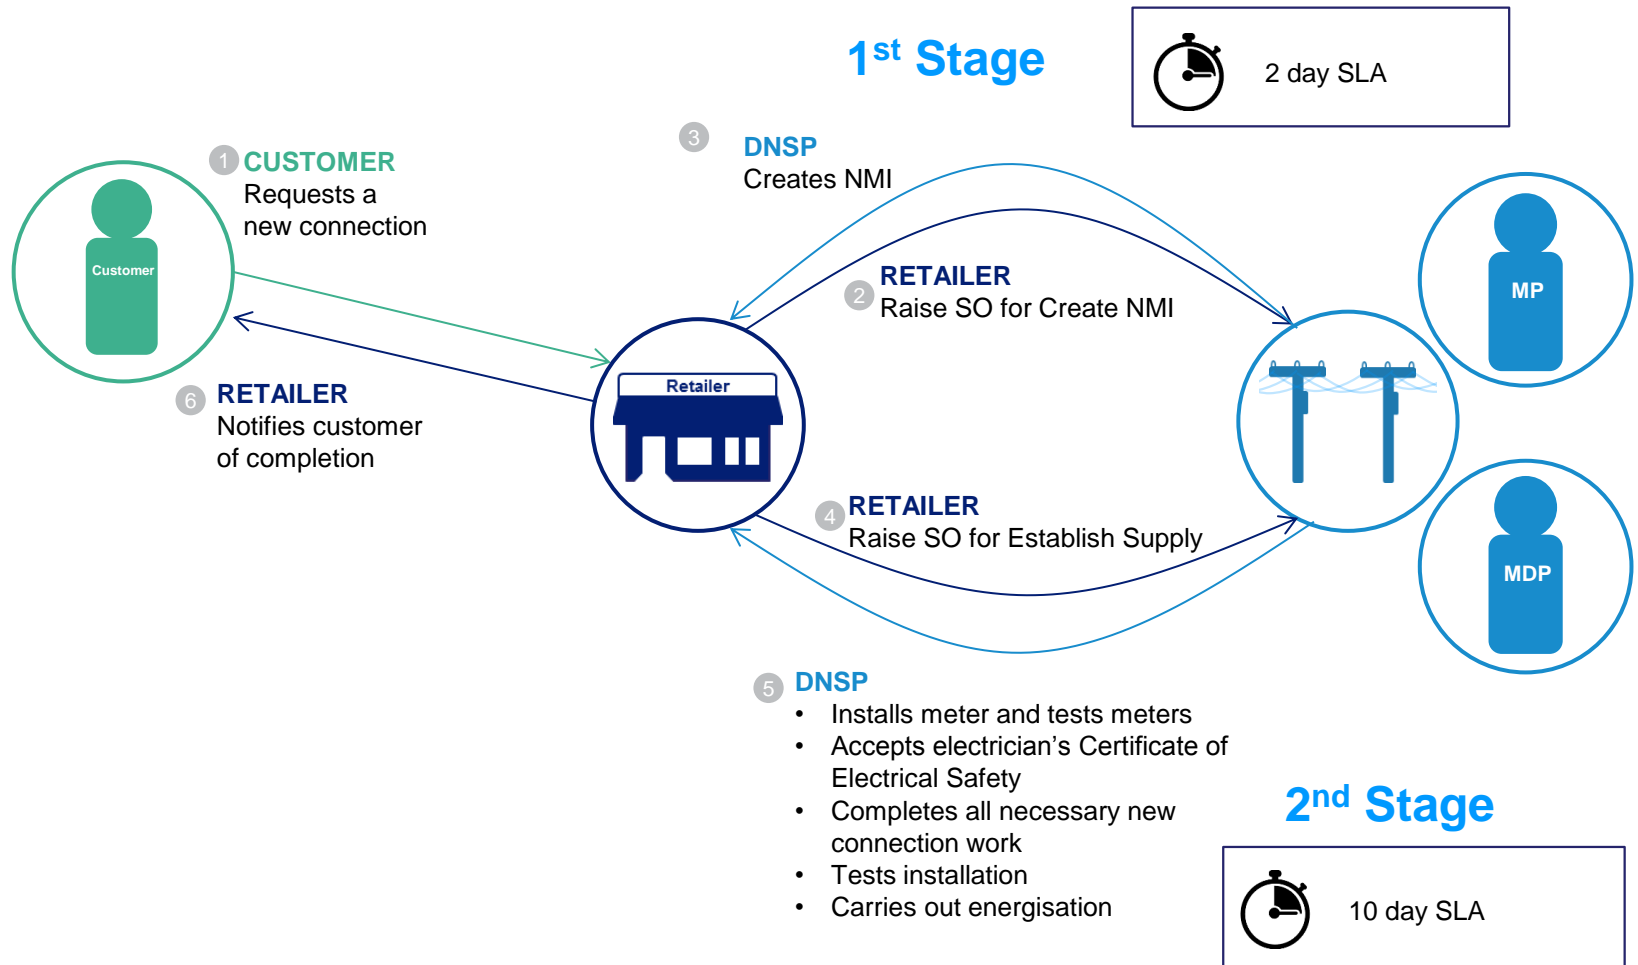 1st Stage
2 day SLA
1
CUSTOMER
Requests a
new connection
Customer
3
DNSP
Creates NMI
2
RETAILER
Raise SO for Create NMI
MP
6
RETAILER
Notifies customer
of completion
Retailer
4
RETAILER
Raise SO for Establish Supply
MDP
5
DNSP
• Installs meter and tests meters
• Accepts electrician’s Certificate of
Electrical Safety
• Completes all necessary new
connection work
• Tests installation
• Carries out energisation
2nd Stage
10 day SLA